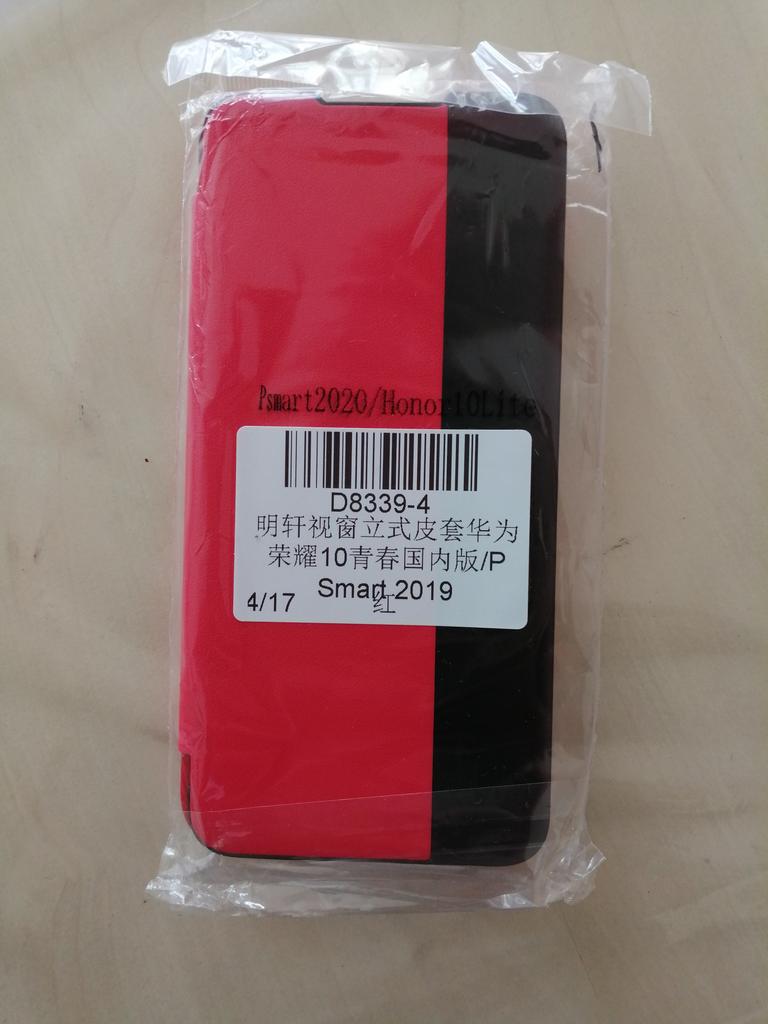 Psmart2020/Honor10Lite
D8339-4
明轩视窗立式皮套华为
荣耀10青春国内版/P
Smart 2019
4/17
红